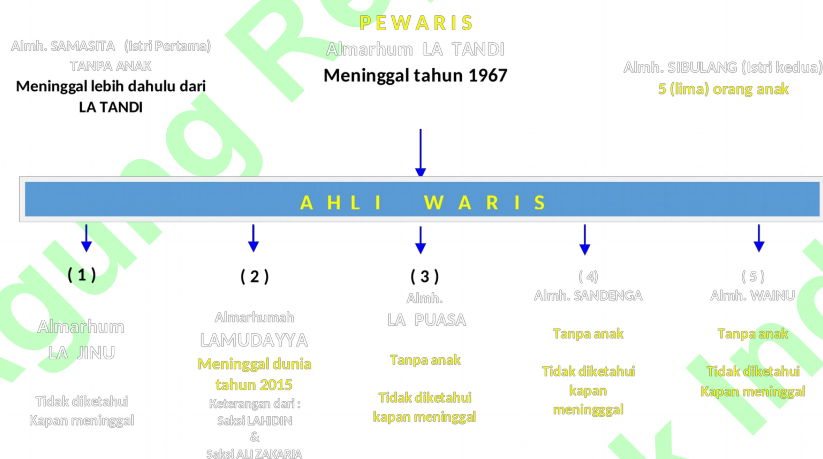 P E W A R I S
Almarhum LA TANDI
Meninggal tahun 1967
Almh. SAMASITA (Istri Pertama)
TANPA ANAK
Meninggal lebih dahulu dari
LA TANDI
Almh. SIBULANG (Istri kedua)
5 (lima) orang anak
A H L I W A R I S
( 1 )
Almarhum
LA JINU
Tidak diketahui
Kapan meninggal
( 2 )
Almarhumah
LAMUDAYYA
Meninggal dunia
tahun 2015
Keterangan dari :
Saksi LAHIDIN
&
Saksi ALI ZAKARIA
( 3 )
Almh.
LA PUASA
Tanpa anak
Tidak diketahui
kapan meninggal
( 4)
Almh. SANDENGA
Tanpa anak
Tidak diketahui
kapan
meningggal
( 5 )
Almh. WAINU
Tanpa anak
Tidak diketahui
Kapan meninggal